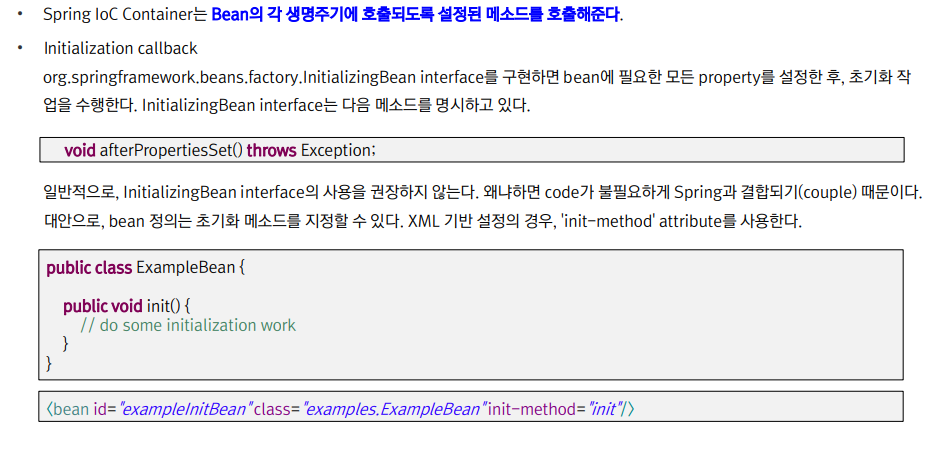 • Spring IoC Container는 Bean의 각 생명주기에 호출되도록 설정된 메소드를 호출해준다.
• Initialization callback
org.springframework.beans.factory.InitializingBean interface를 구현하면 bean에 필요한 모든 property를 설정한 후, 초기화 작
업을 수행한다. InitializingBean interface는 다음 메소드를 명시하고 있다.
void afterPropertiesSet() throws Exception;
일반적으로, InitializingBean interface의 사용을 권장하지 않는다. 왜냐하면 code가 불필요하게 Spring과 결합되기(couple) 때문이다.
대안으로, bean 정의는 초기화 메소드를 지정할 수 있다. XML 기반 설정의 경우, 'init-method' attribute를 사용한다.
public class ExampleBean {
public void init() {
// do some initialization work
}
}
<bean id="exampleInitBean"class="examples.ExampleBean"init-method="init"/>